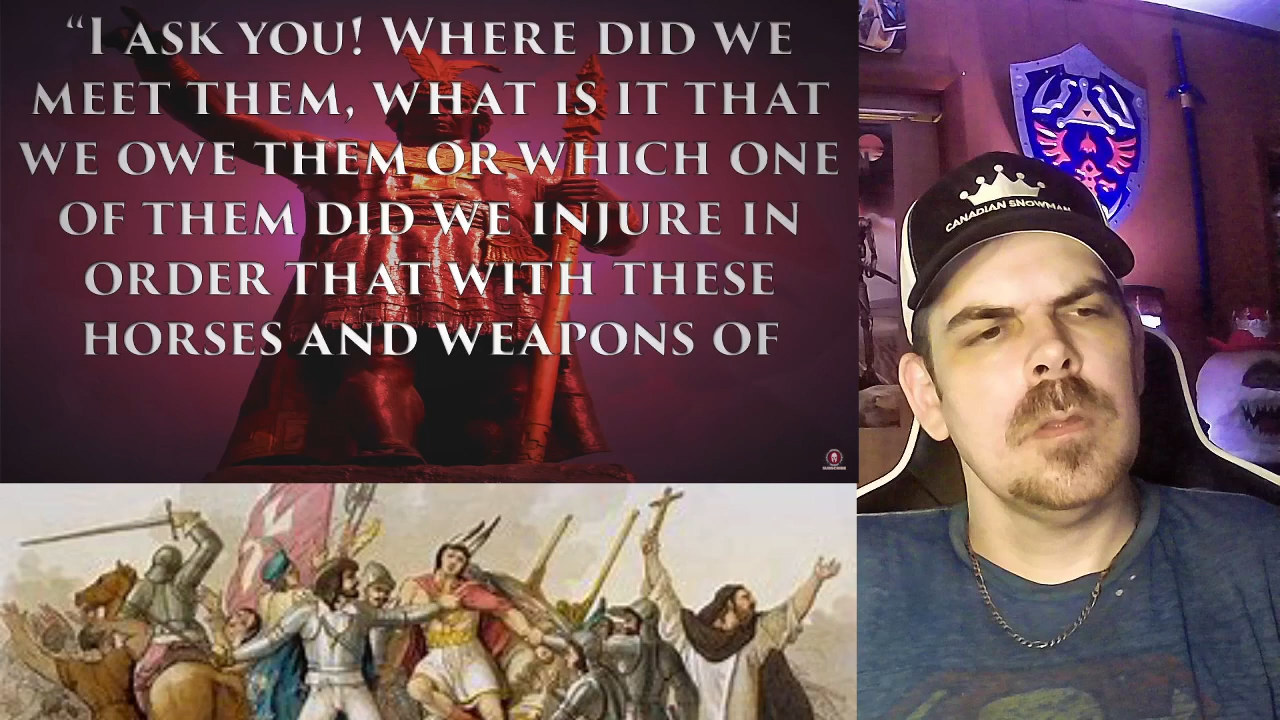 “I ASK YOU! WHERE DID WE
MEET THEM, WHAT IS IT THAT
WE OWE THEM OR WHICH ONE
OF THEM DID WE INJURE IN
ORDER THAT WITH THESE
HORSES AND WEAPONS OF
CANADIAN SNOWMAN